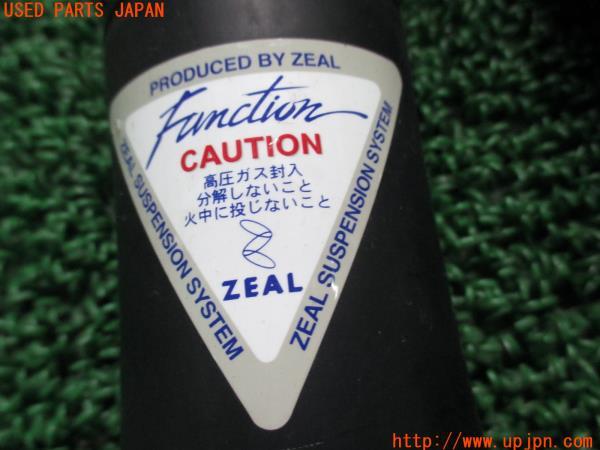 USED PARTS JAPAN
PRODUCED BY ZEAL
Function
CAUTION
高圧ガス封入
分解しないこと
火中に投じないこと
ZEAL
ZEAL SUSPENSION SYSTEM
ZEAL SUSPENSION SYSTEM
http://www.upjpn.com